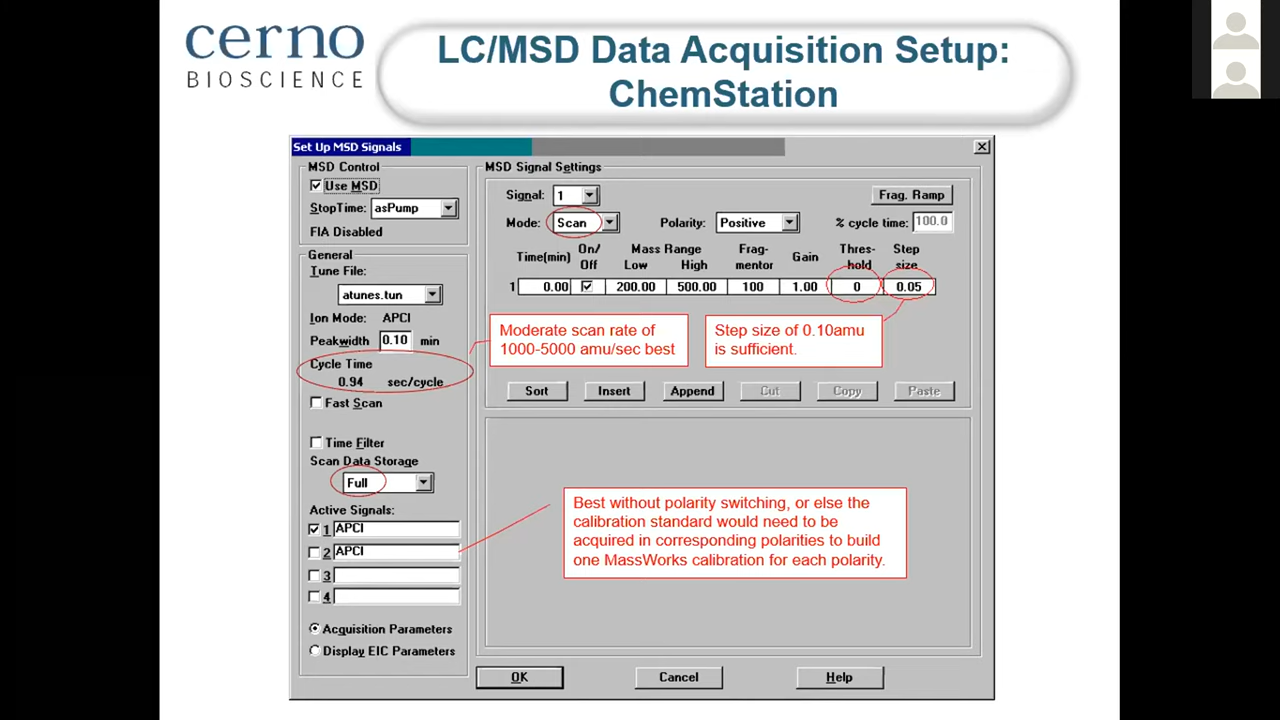 cerno
BIOSCIENCE
LC/MSD Data Acquisition Setup:
ChemStation
Set Up MSD Signals
MSD Control
Use MSD
StopTime: asPump
FIA Disabled
General
Tune File:
atunes.tun
Ion Mode: APCI
Peakwidth 0.10 min
Cycle Time
0.94 sec/cycle
Fast Scan
Time Filter
Scan Data Storage
Full
Active Signals:
1 APCI
2 APCI
3
4
Acquisition Parameters
Display EIC Parameters
MSD Signal Settings
Signal: 1
Frag. Ramp
Mode: Scan Polarity: Positive % cycle time: 100.0
Time(min) On/ Off Mass Range Low High Frag- mentor Gain Thres- hold Step size
1 0.00 200.00 500.00 100 1.00 0 0.05
Moderate scan rate of
1000-5000 amu/sec best
Step size of 0.10amu
is sufficient.
Sort Insert Append Cut Copy Paste
Best without polarity switching, or else the
calibration standard would need to be
acquired in corresponding polarities to build
one MassWorks calibration for each polarity.
OK Cancel Help